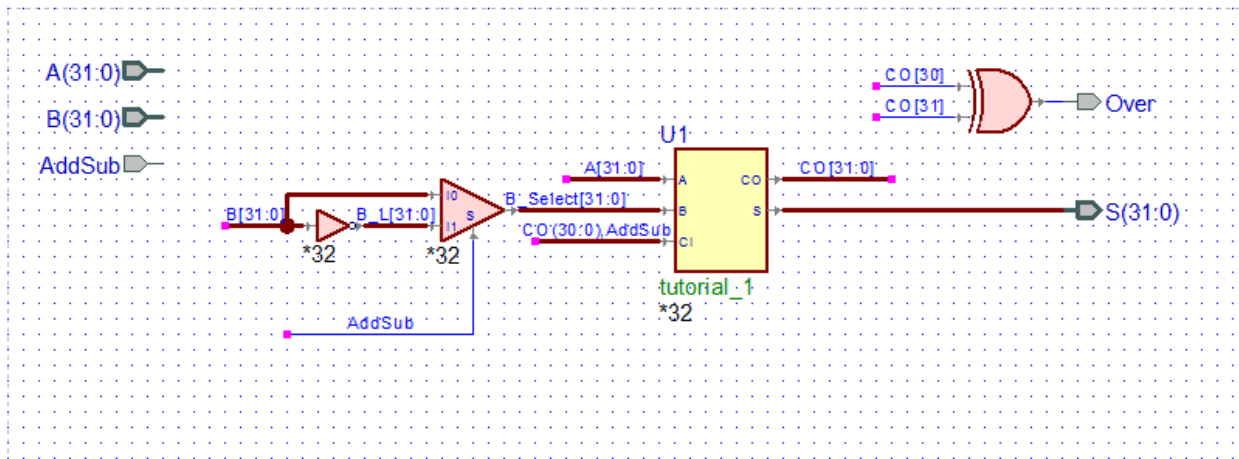 A(31:0)
B(31:0)
AddSub
CO[30]
CO[31]
Over
U1
A[31:0]
A
CO
CO[31:0]
B[31:0]
B_L[31:0]
I0
I1
S
B_Select[31:0]
B
S
S(31:0)
CO(30:0),AddSub
CI
*32
*32
tutorial_1
*32
AddSub